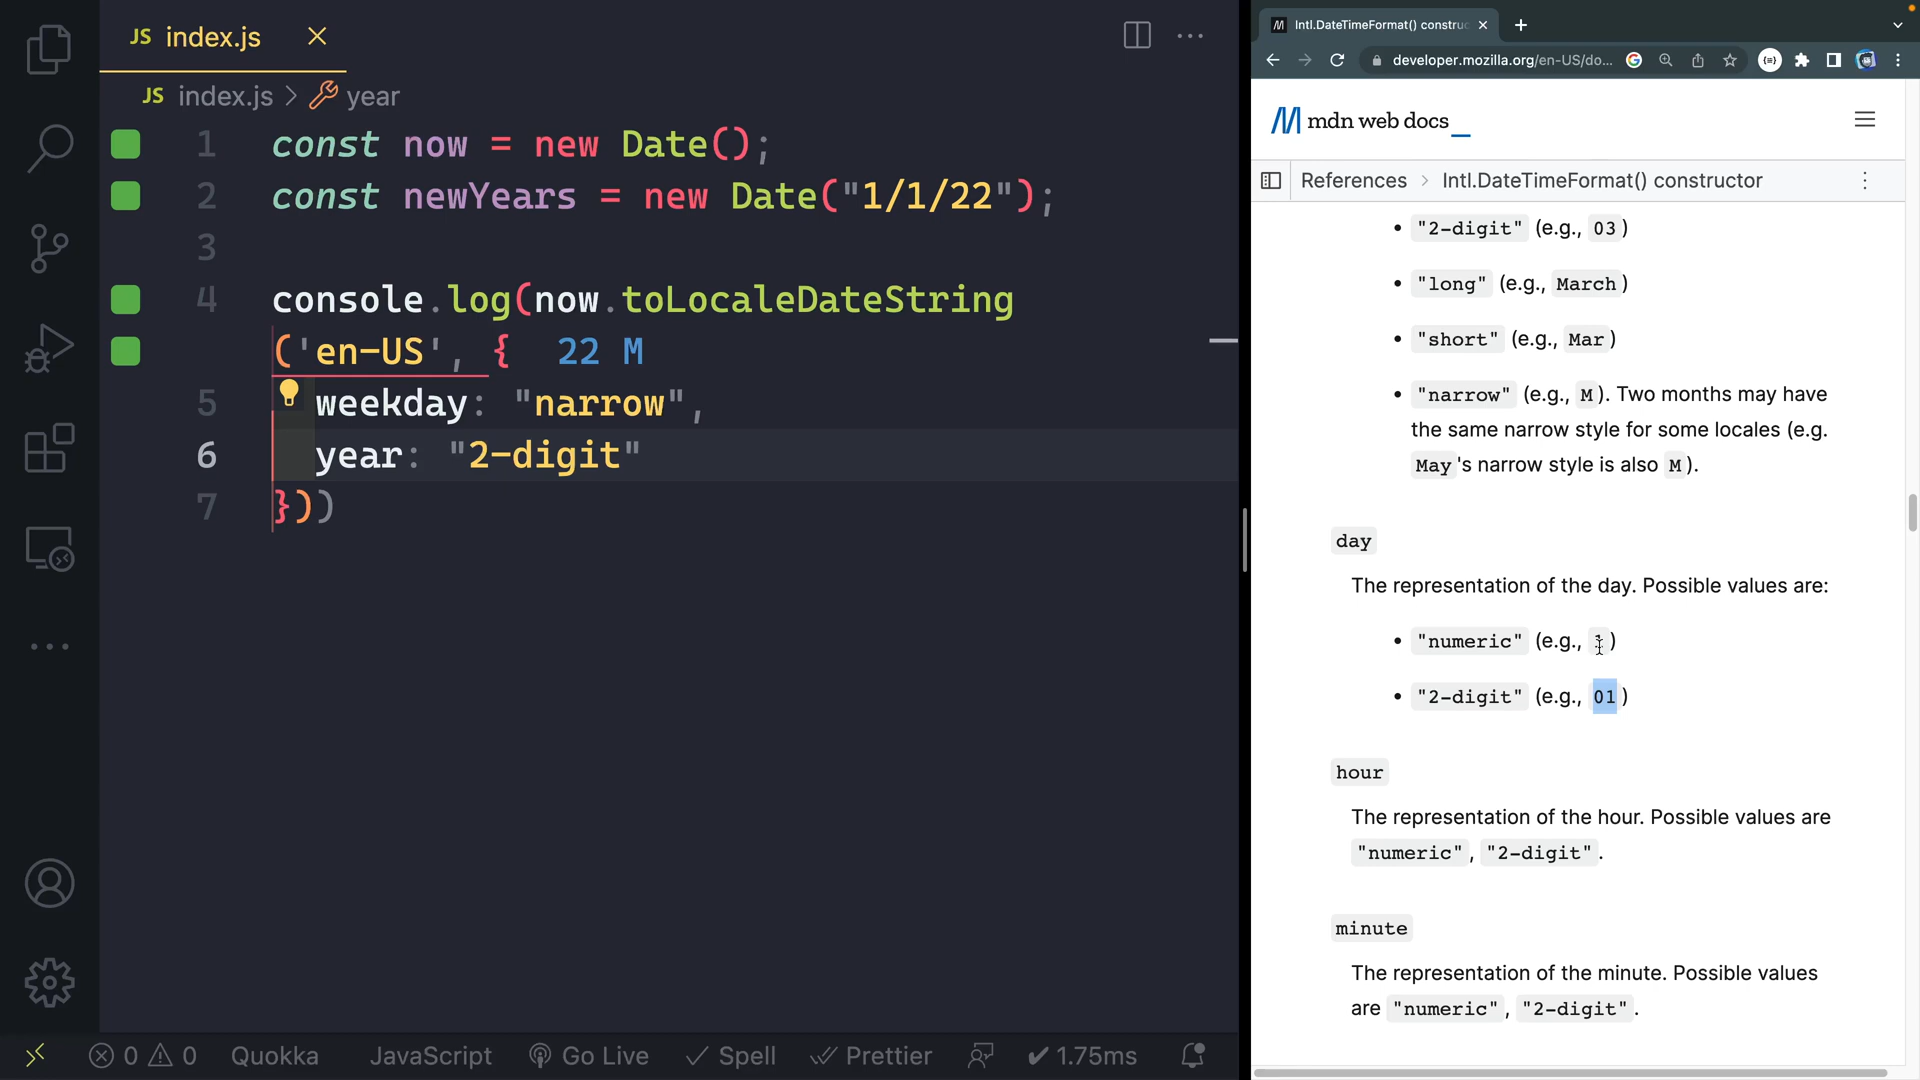 JS index.js
JS index.js > year
1 const now = new Date();
2 const newYears = new Date("1/1/22");
3
4 console.log(now.toLocaleDateString
('en-US', { 22 M
5 weekday: "narrow",
6 year: "2-digit"
7 }))
0 0 Quokka JavaScript Go Live Spell Prettier 1.75ms
Intl.DateTimeFormat() construc
developer.mozilla.org/en-US/do...
mdn web docs_
References > Intl.DateTimeFormat() constructor
• "2-digit" (e.g., 03)
• "long" (e.g., March)
• "short" (e.g., Mar)
• "narrow" (e.g., M). Two months may have
the same narrow style for some locales (e.g.
May's narrow style is also M).
day
The representation of the day. Possible values are:
• "numeric" (e.g., 1)
• "2-digit" (e.g., 01)
hour
The representation of the hour. Possible values are
"numeric", "2-digit".
minute
The representation of the minute. Possible values
are "numeric", "2-digit".